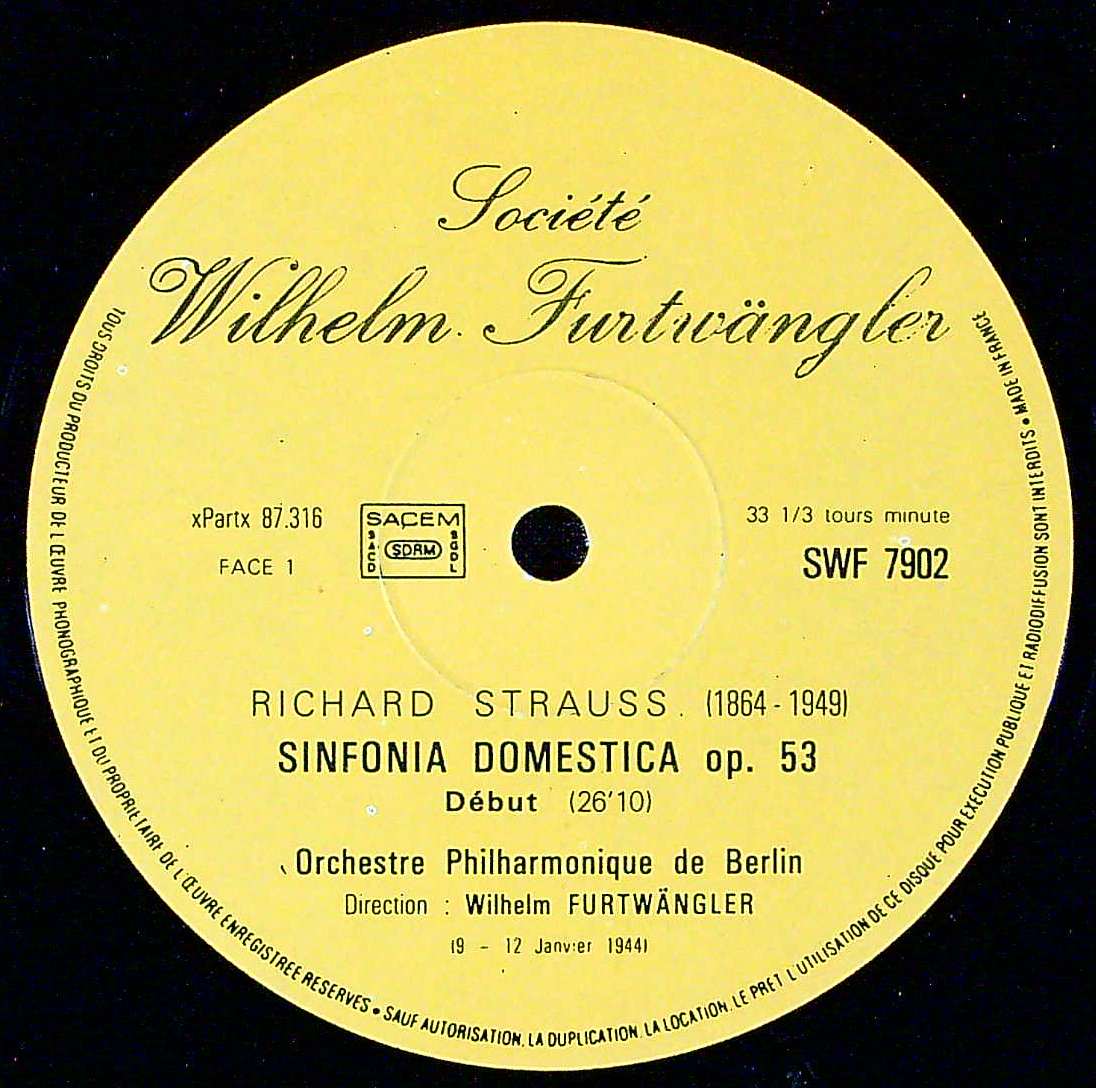 Société
Wilhelm Furtwängler
xPartx 87.316
FACE 1
SACEM
SACD
SDRM
SGDL
33 1/3 tours minute
SWF 7902
RICHARD STRAUSS. (1864 - 1949)
SINFONIA DOMESTICA op. 53
Début (26'10)
Orchestre Philharmonique de Berlin
Direction : Wilhelm FURTWÄNGLER
(9 - 12 Janvier 1944)
TOUS DROITS DU PRODUCTEUR DE L'ŒUVRE PHONOGRAPHIQUE ET DU PROPRIETAIRE DE L'ŒUVRE ENREGISTREE RESERVES • SAUF AUTORISATION, LA DUPLICATION, LA LOCATION, LE PRET L'UTILISATION DE CE DISQUE POUR EXECUTION PUBLIQUE ET RADIODIFFUSION SONT INTERDITS • MADE IN FRANCE